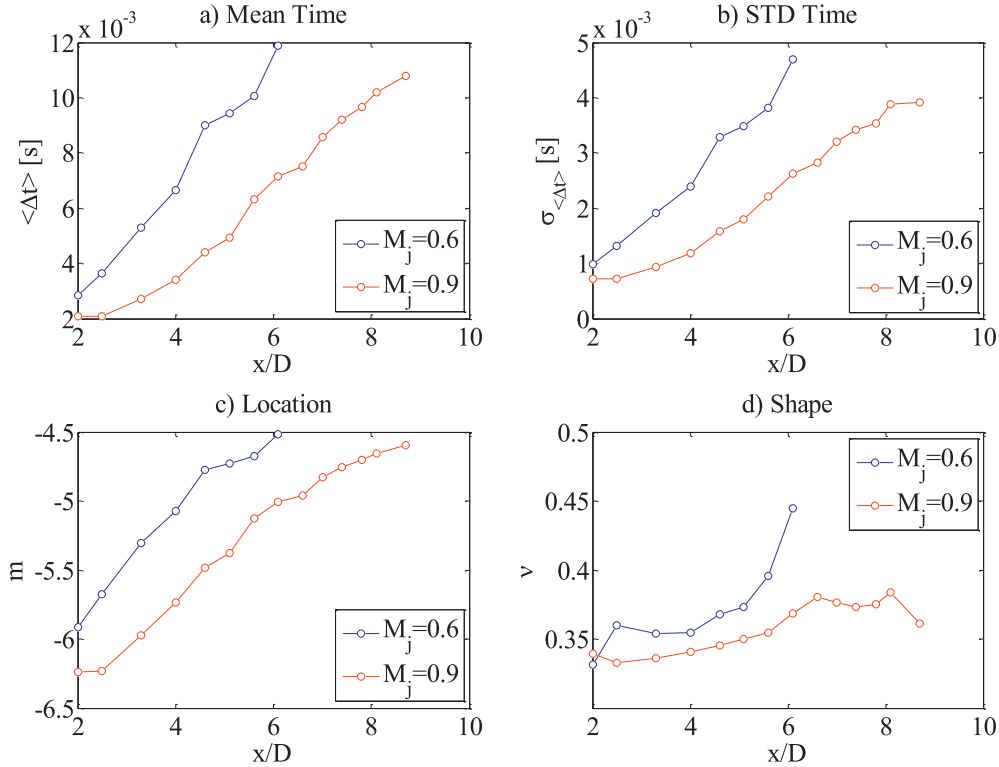 a) Mean Time
x 10^-3
12
10
8
6
4
2
<Δt> [s]
2 4 6 8 10
x/D
M_j=0.6
M_j=0.9
b) STD Time
x 10^-3
5
4
3
2
1
0
σ_<Δt> [s]
2 4 6 8 10
x/D
M_j=0.6
M_j=0.9
c) Location
-4.5
-5
-5.5
-6
-6.5
m
2 4 6 8 10
x/D
M_j=0.6
M_j=0.9
d) Shape
0.5
0.45
0.4
0.35
ν
2 4 6 8 10
x/D
M_j=0.6
M_j=0.9